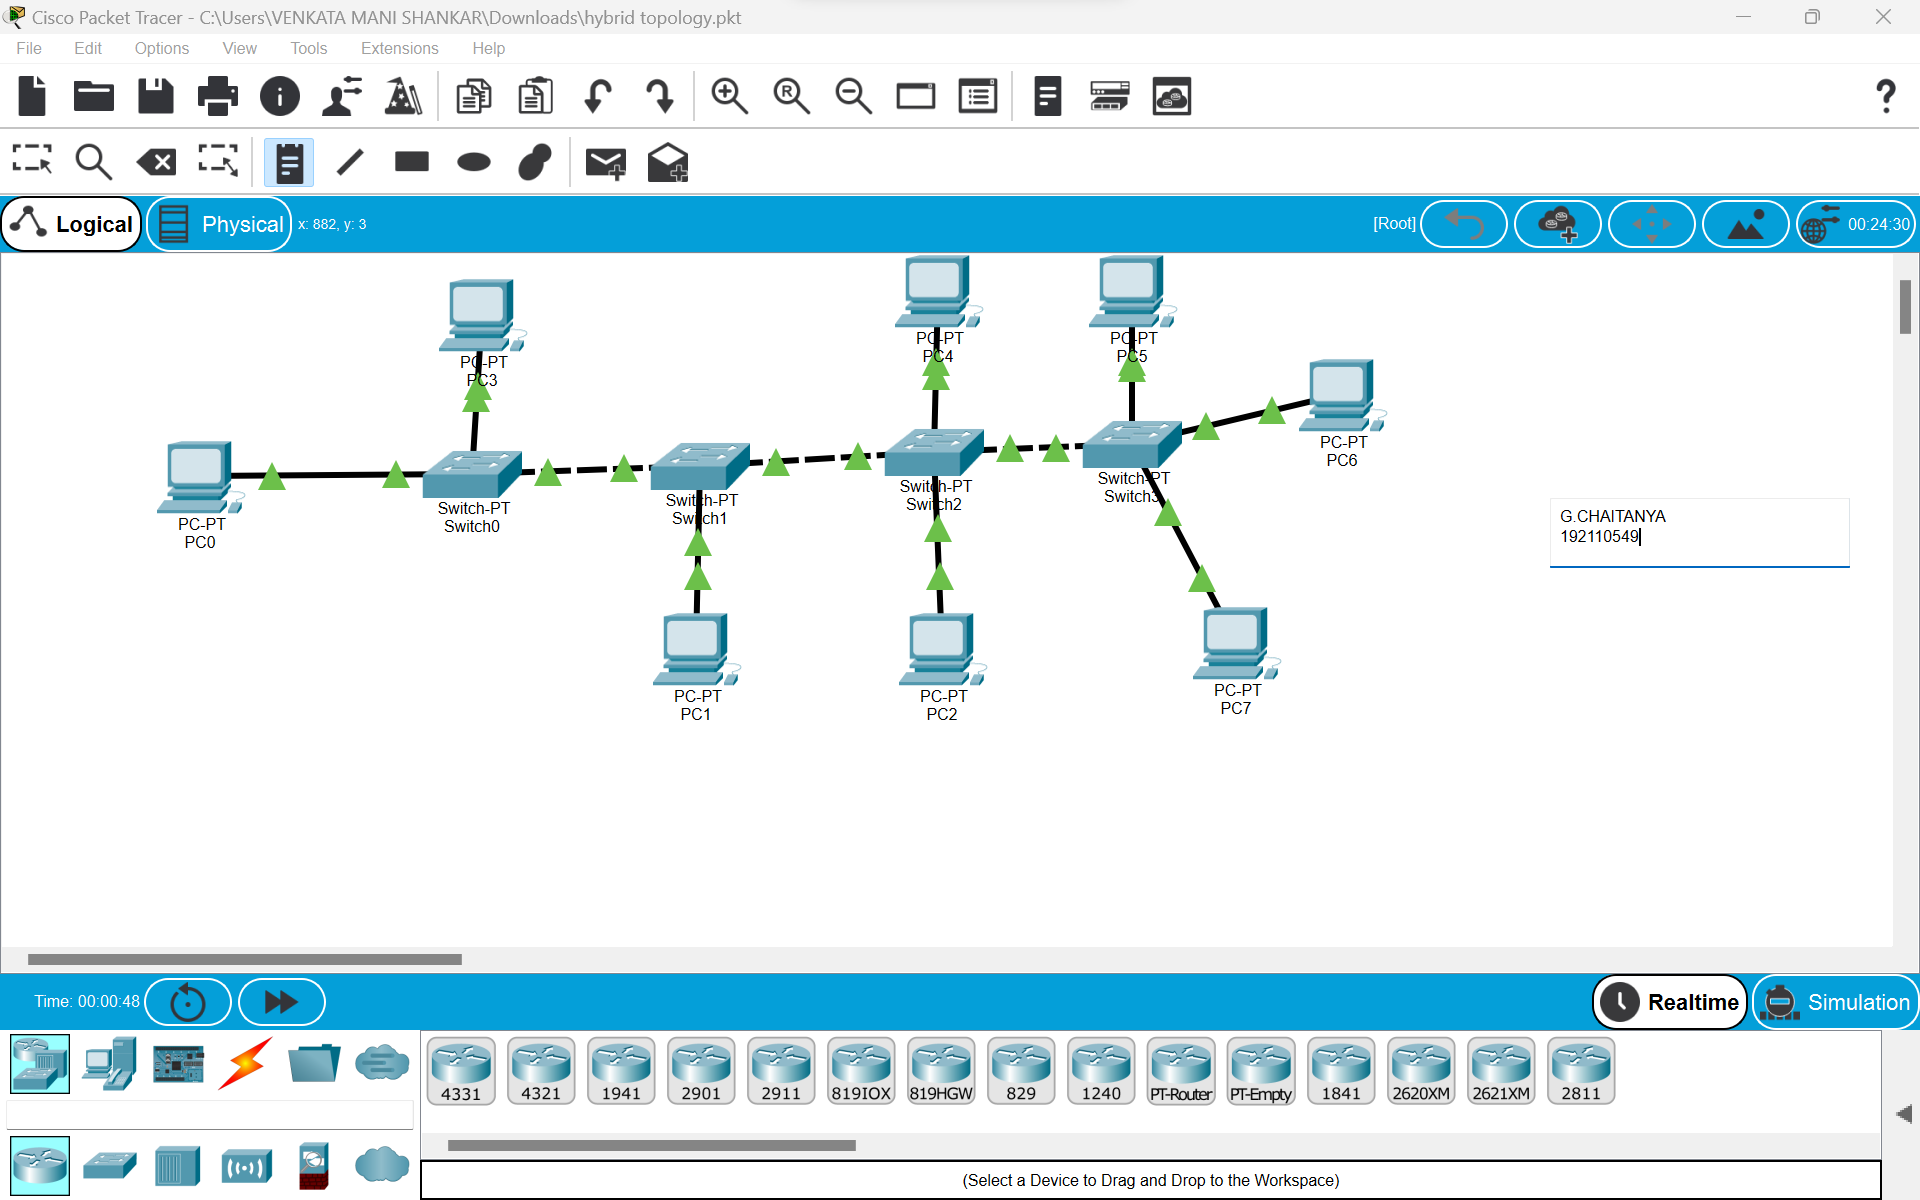 Cisco Packet Tracer - C:\Users\VENKATA MANI SHANKAR\Downloads\hybrid topology.pkt
File Edit Options View Tools Extensions Help
Logical Physical x: 882, y: 3 [Root] 00:24:30
PC-PT
PC3
PC-PT
PC4
PC-PT
PC5
PC-PT
PC6
PC-PT
PC0
Switch-PT
Switch0
Switch-PT
Switch1
Switch-PT
Switch2
Switch-PT
Switch3
G.CHAITANYA
192110549
PC-PT
PC1
PC-PT
PC2
PC-PT
PC7
Time: 00:00:48 Realtime Simulation
4331 4321 1941 2901 2911 819IOX 819HGW 829 1240 PT-Router PT-Empty 1841 2620XM 2621XM 2811
(Select a Device to Drag and Drop to the Workspace)